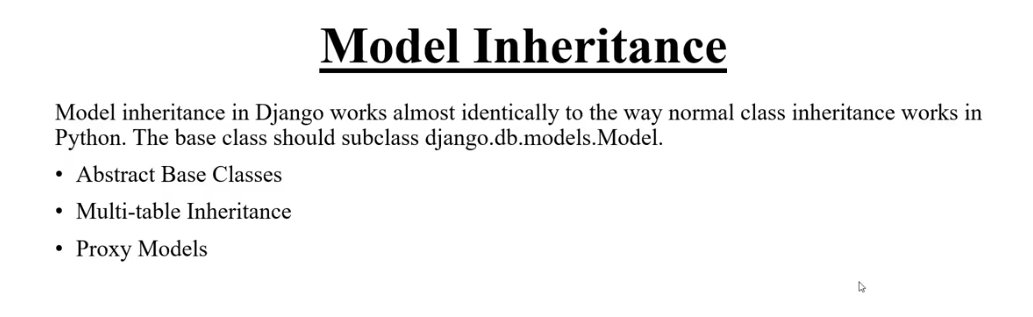 Model Inheritance
Model inheritance in Django works almost identically to the way normal class inheritance works in
Python. The base class should subclass django.db.models.Model.
• Abstract Base Classes
• Multi-table Inheritance
• Proxy Models